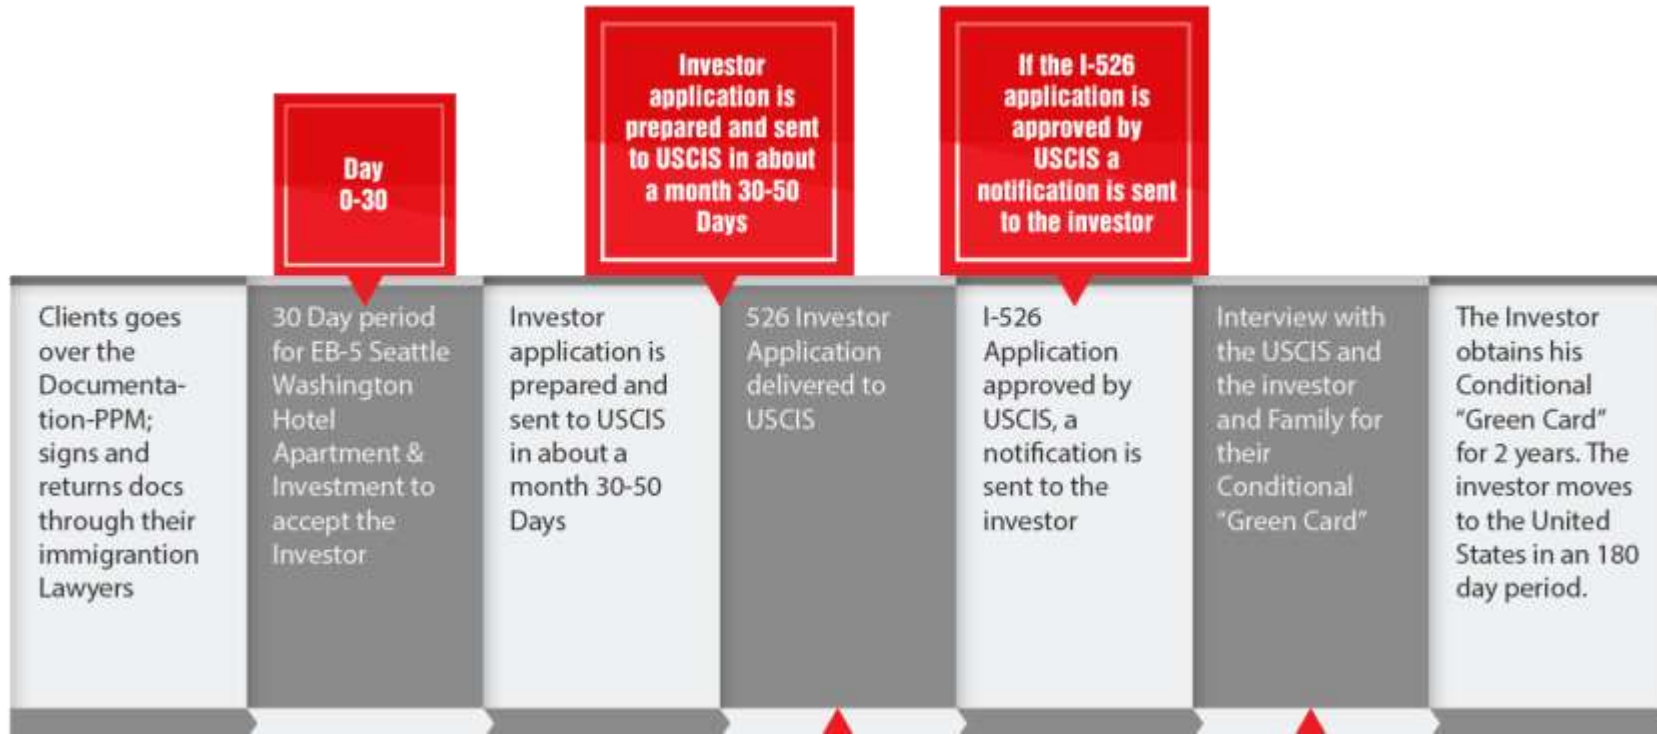 Day
0-30
Investor
application is
prepared and sent
to USCIS in about
a month 30-50
Days
If the I-526
application is
approved by
USCIS a
notification is sent
to the investor
Clients goes
over the
Documenta-
tion-PPM;
signs and
returns docs
through their
immigrantion
Lawyers
30 Day period
for EB-5 Seattle
Washington
Hotel
Apartment &
Investment to
accept the
Investor
Investor
application is
prepared and
sent to USCIS
in about a
month 30-50
Days
526 Investor
Application
delivered to
USCIS
I-526
Application
approved by
USCIS, a
notification is
sent to the
investor
Interview with
the USCIS and
the investor
and Family for
their
Conditional
“Green Card”
The Investor
obtains his
Conditional
“Green Card”
for 2 years. The
investor moves
to the United
States in an 180
day period.